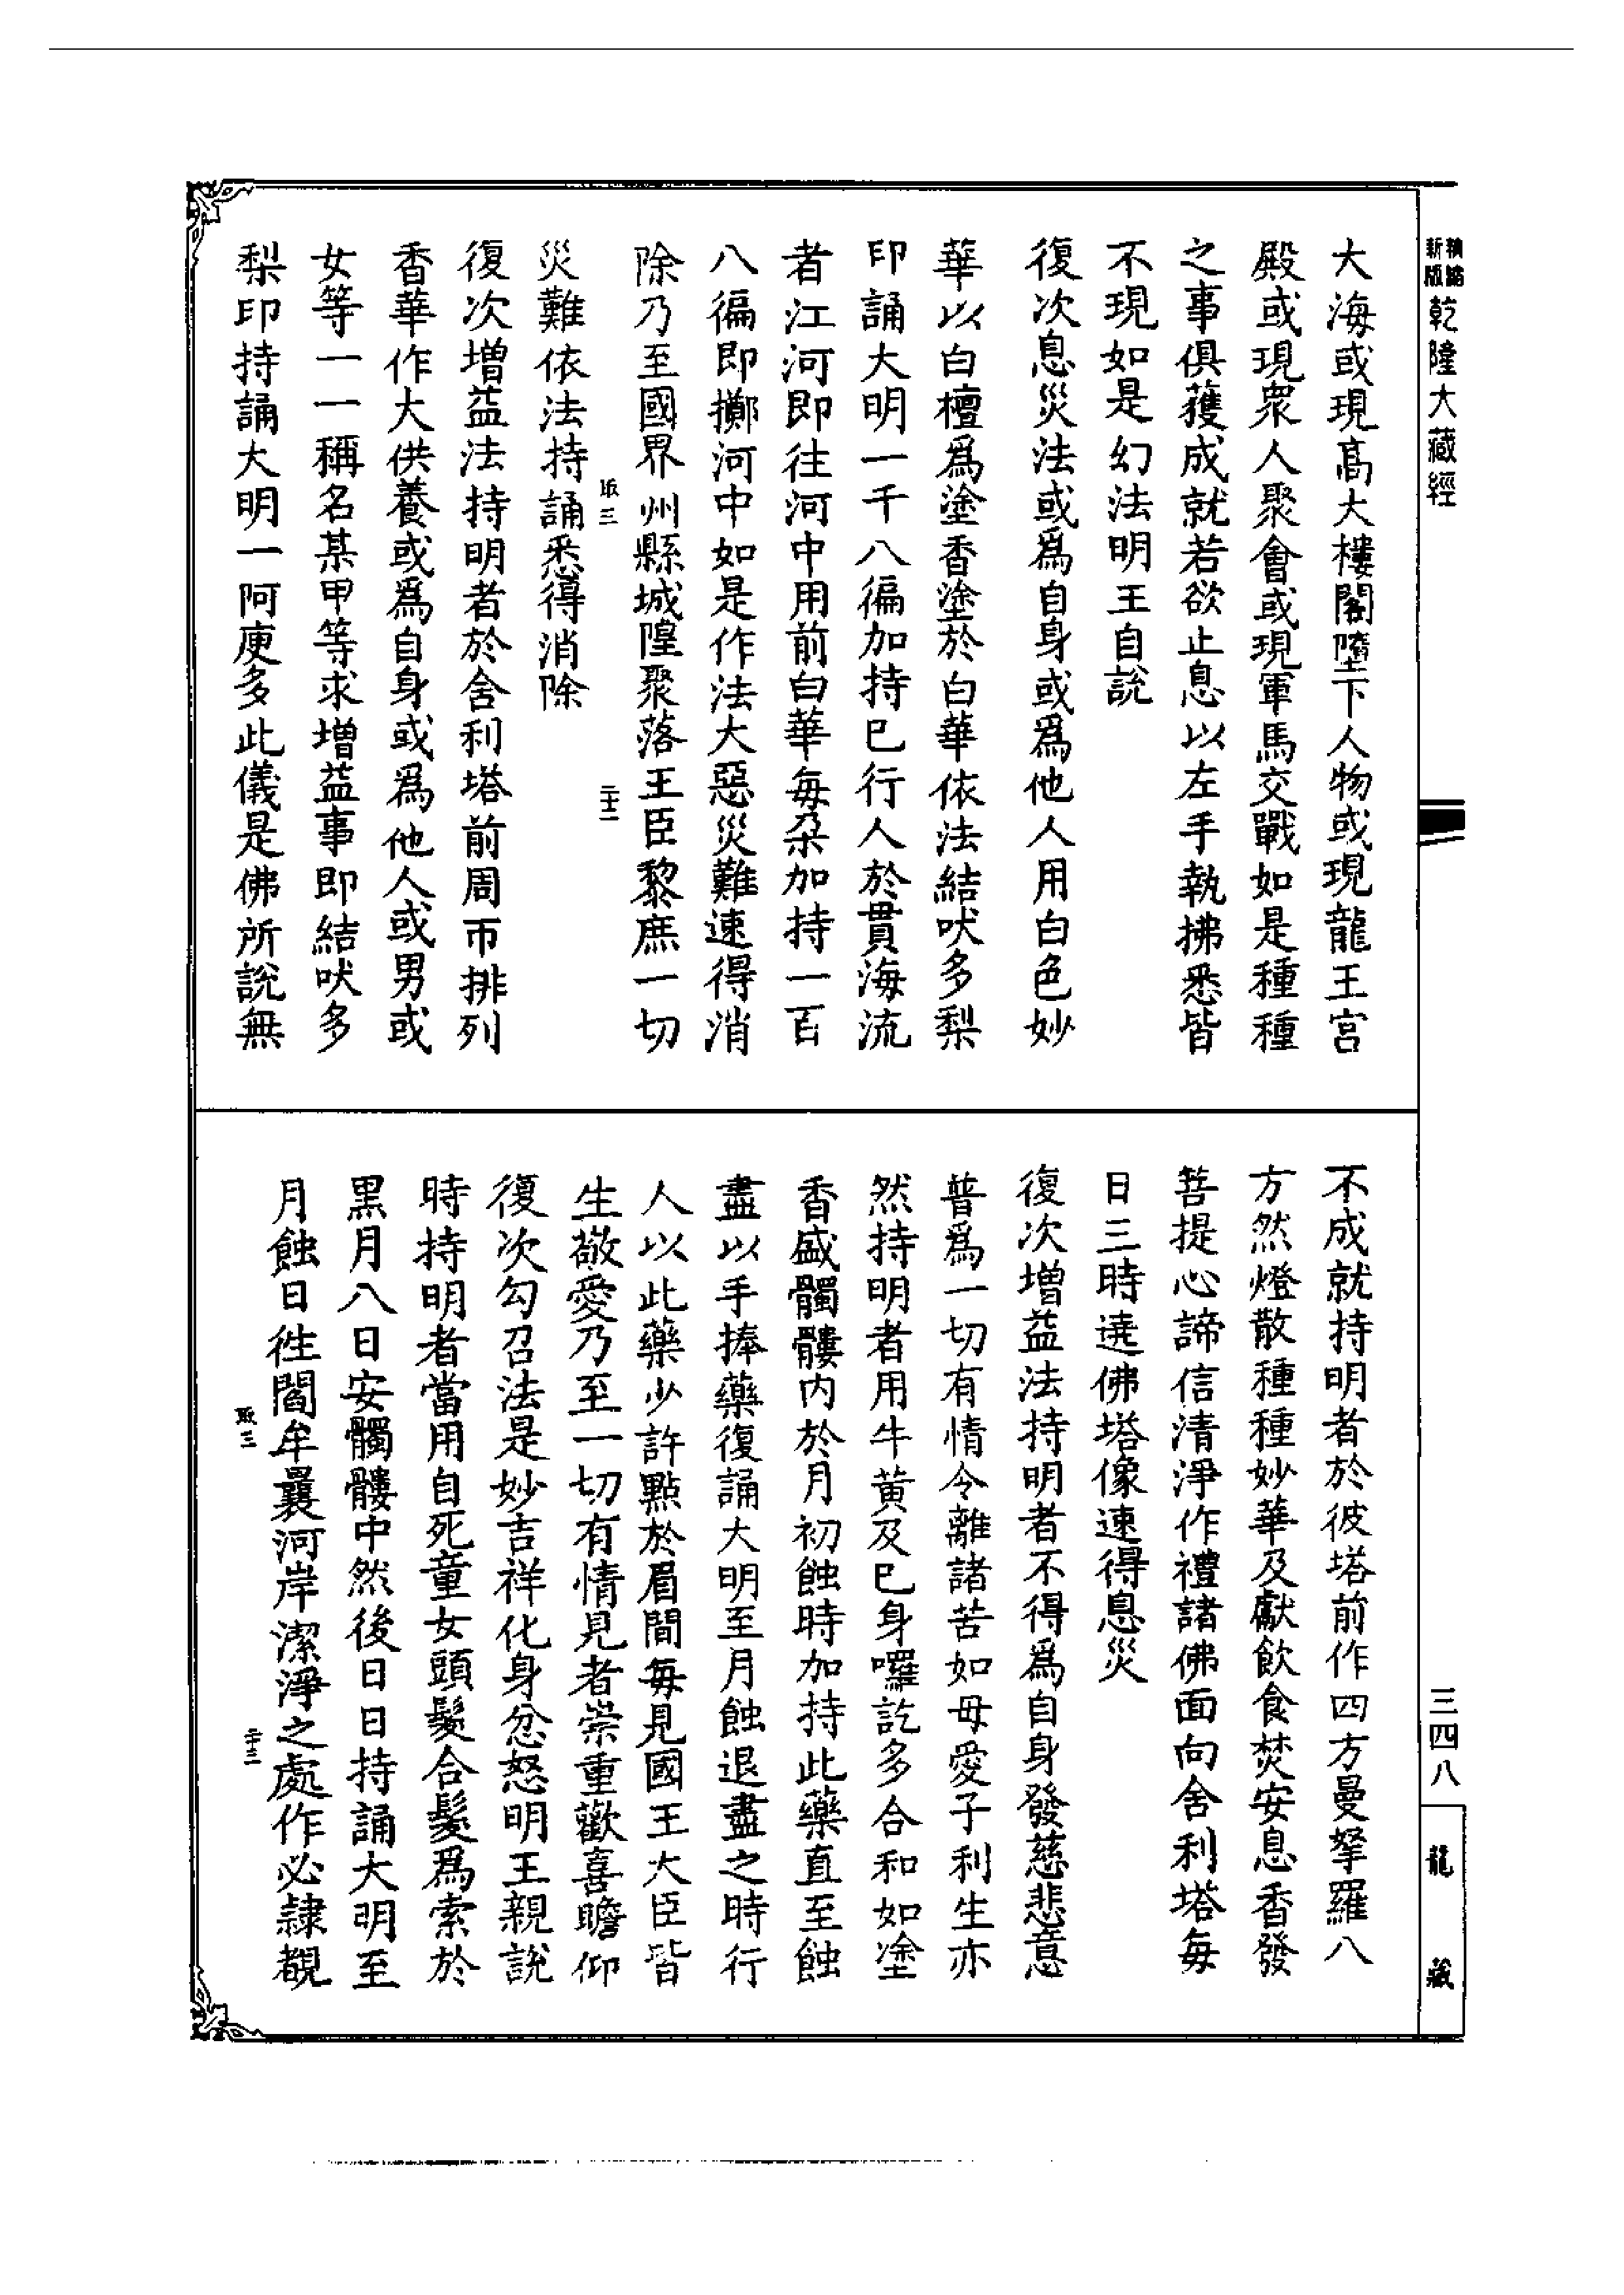 精縮新版乾隆大藏經
大海或現高大樓閣墮下人物或現龍王宮
殿或現衆人聚會或現軍馬交戰如是種種
之事俱獲成就若欲止息以左手執拂悉皆
不現如是幻法明王自說
復次息災法或爲自身或爲他人用白色妙
華以白檀爲塗香塗於白華依法結吠多梨
印誦大明一千八徧加持巳行人於貫海流
者江河即往河中用前白華每朶加持一百
八徧即擲河中如是作法大惡災難速得消
除乃至國界州縣城隍聚落王臣黎庶一切
三 二十二
災難依法持誦悉得消除
復次增益法持明者於舍利塔前周帀排列
香華作大供養或爲自身或爲他人或男或
女等一一稱名某甲等求增益事即結吠多
梨印持誦大明一阿庾多此儀是佛所說無
不成就持明者於彼塔前作四方曼拏羅八
方然燈散種種妙華及獻飲食焚安息香發
菩提心諦信清淨作禮諸佛面向舍利塔每
日三時遶佛塔像速得息災
復次增益法持明者不得爲自身發慈悲意
普爲一切有情令離諸苦如母愛子利生亦
然持明者用牛黃及巳身囉訖多合和如塗
香盛髑髏內於月初蝕時加持此藥直至蝕
盡以手捧藥復誦大明至月蝕退盡之時行
人以此藥少許點於眉間每見國王大臣皆
生敬愛乃至一切有情見者崇重歡喜瞻仰
復次勾召法是妙吉祥化身忿怒明王親說
時持明者當用自死童女頭髮合髮爲索於
黑月八日安髑髏中然後日日持誦大明至
月蝕日徃閻牟曩河岸潔淨之處作必隷覩
三 二十三
三四八
龍藏